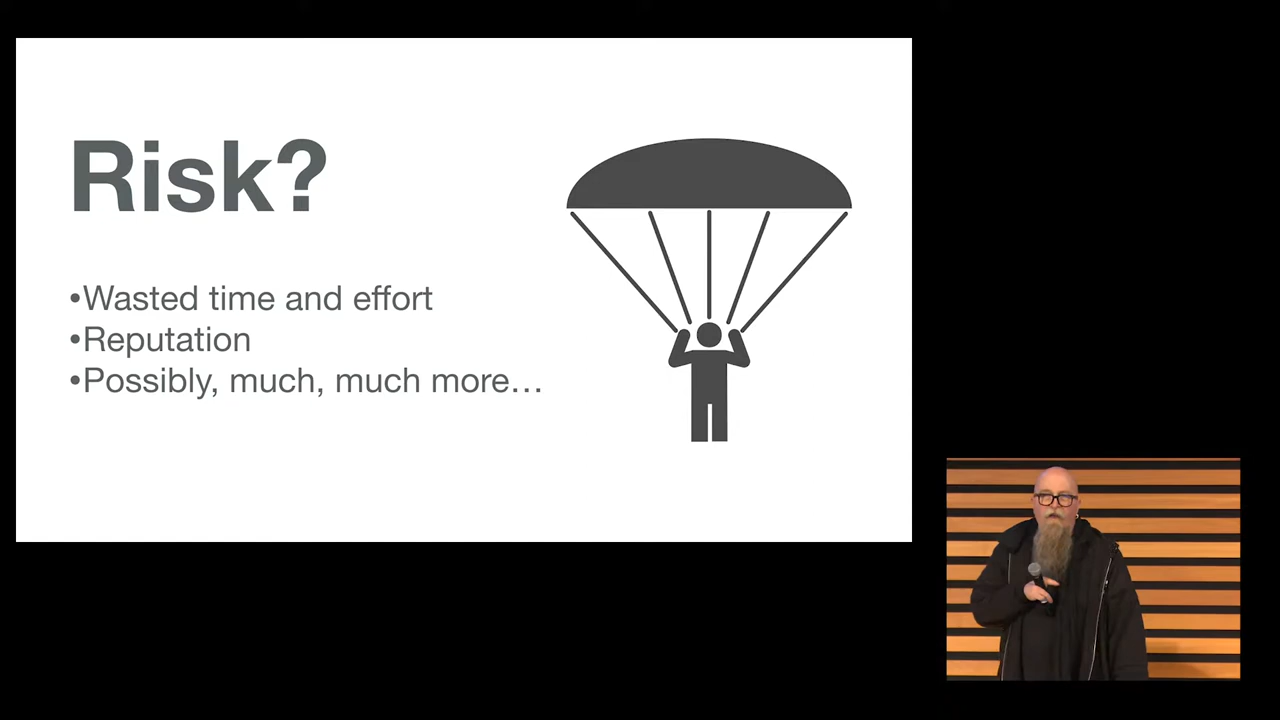 Risk?
•Wasted time and effort
•Reputation
•Possibly, much, much more…